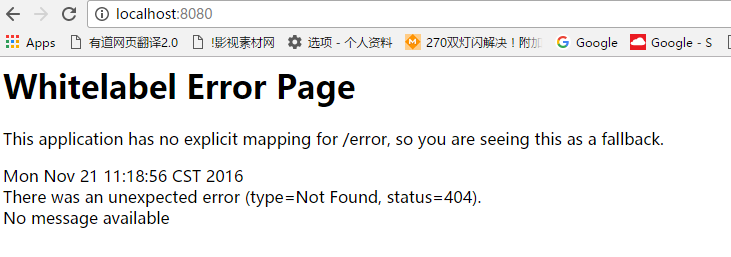 localhost:8080
Apps 有道网页翻译2.0 !影视素材网 选项 - 个人资料 270双灯闪解决！附加 Google Google - S
Whitelabel Error Page
This application has no explicit mapping for /error, so you are seeing this as a fallback.
Mon Nov 21 11:18:56 CST 2016
There was an unexpected error (type=Not Found, status=404).
No message available